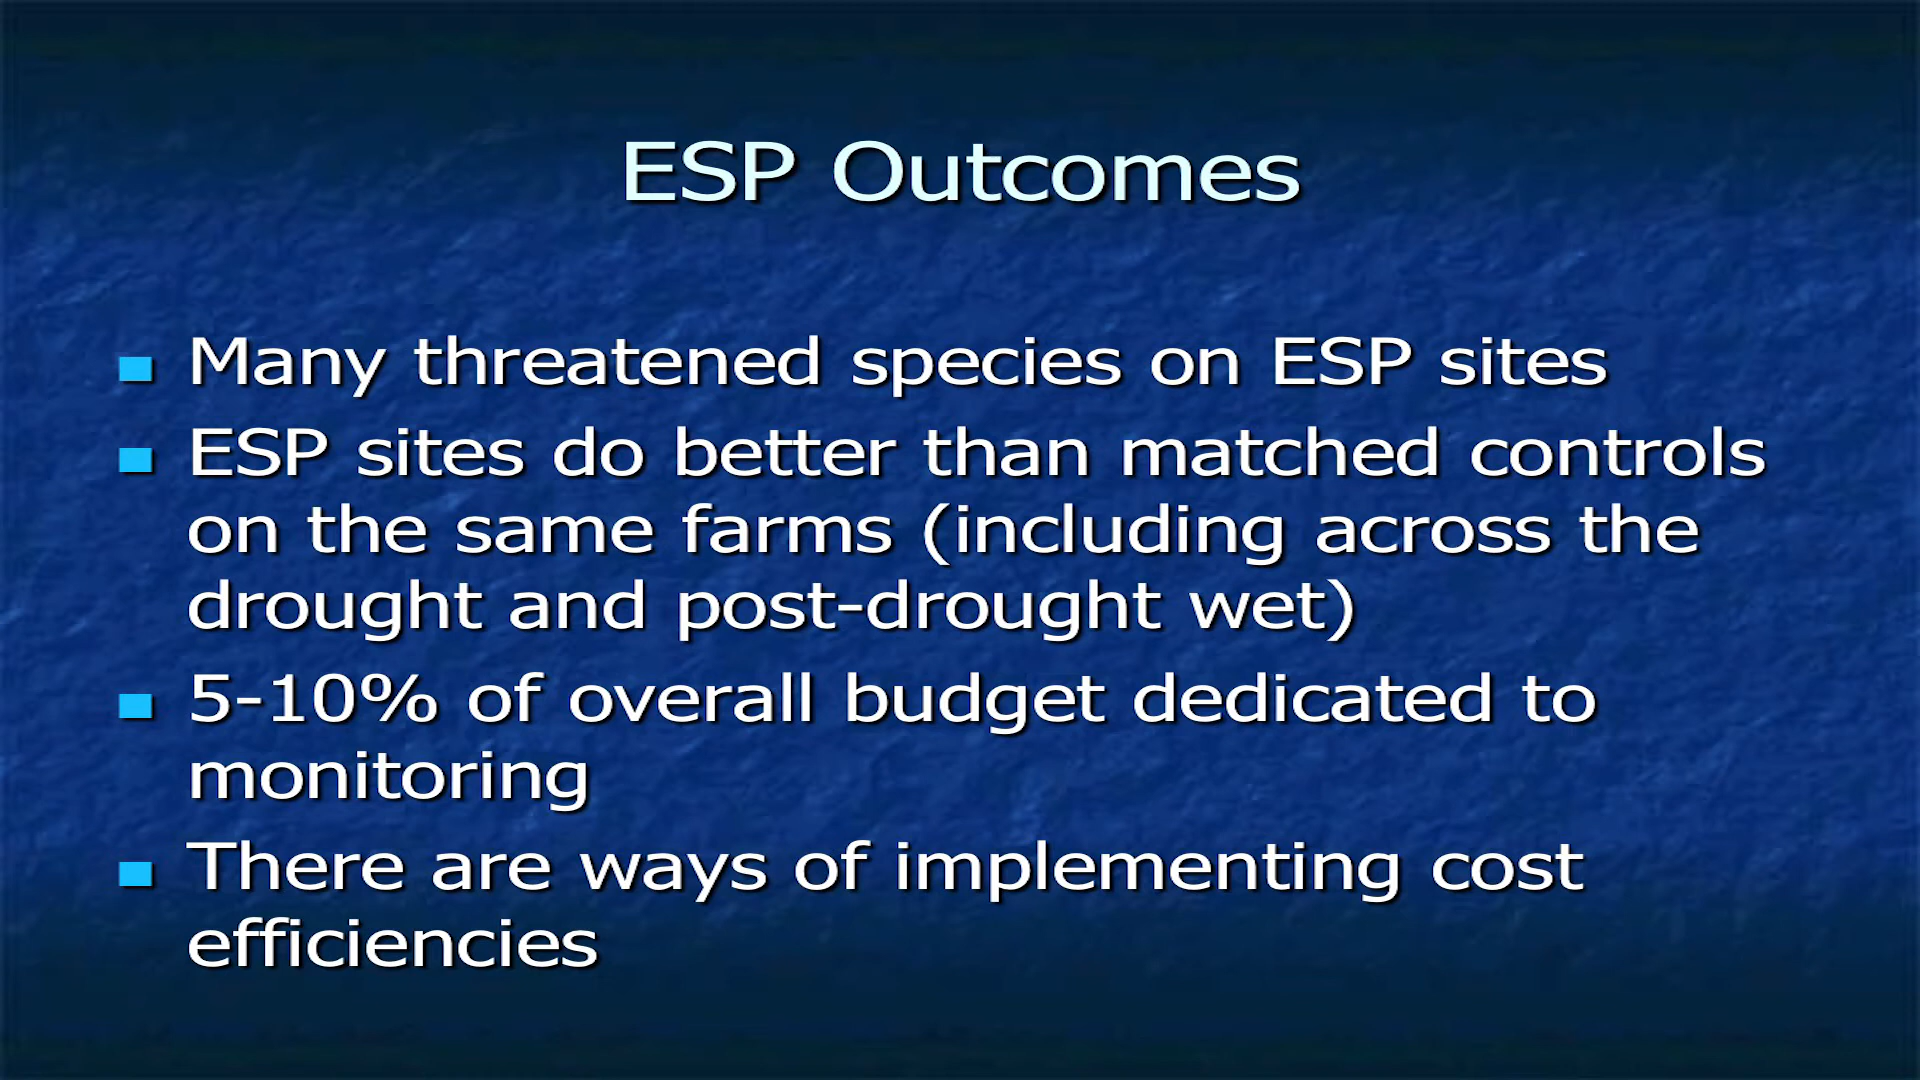 ESP Outcomes
Many threatened species on ESP sites
ESP sites do better than matched controls
on the same farms (including across the
drought and post-drought wet)
5-10% of overall budget dedicated to
monitoring
There are ways of implementing cost
efficiencies